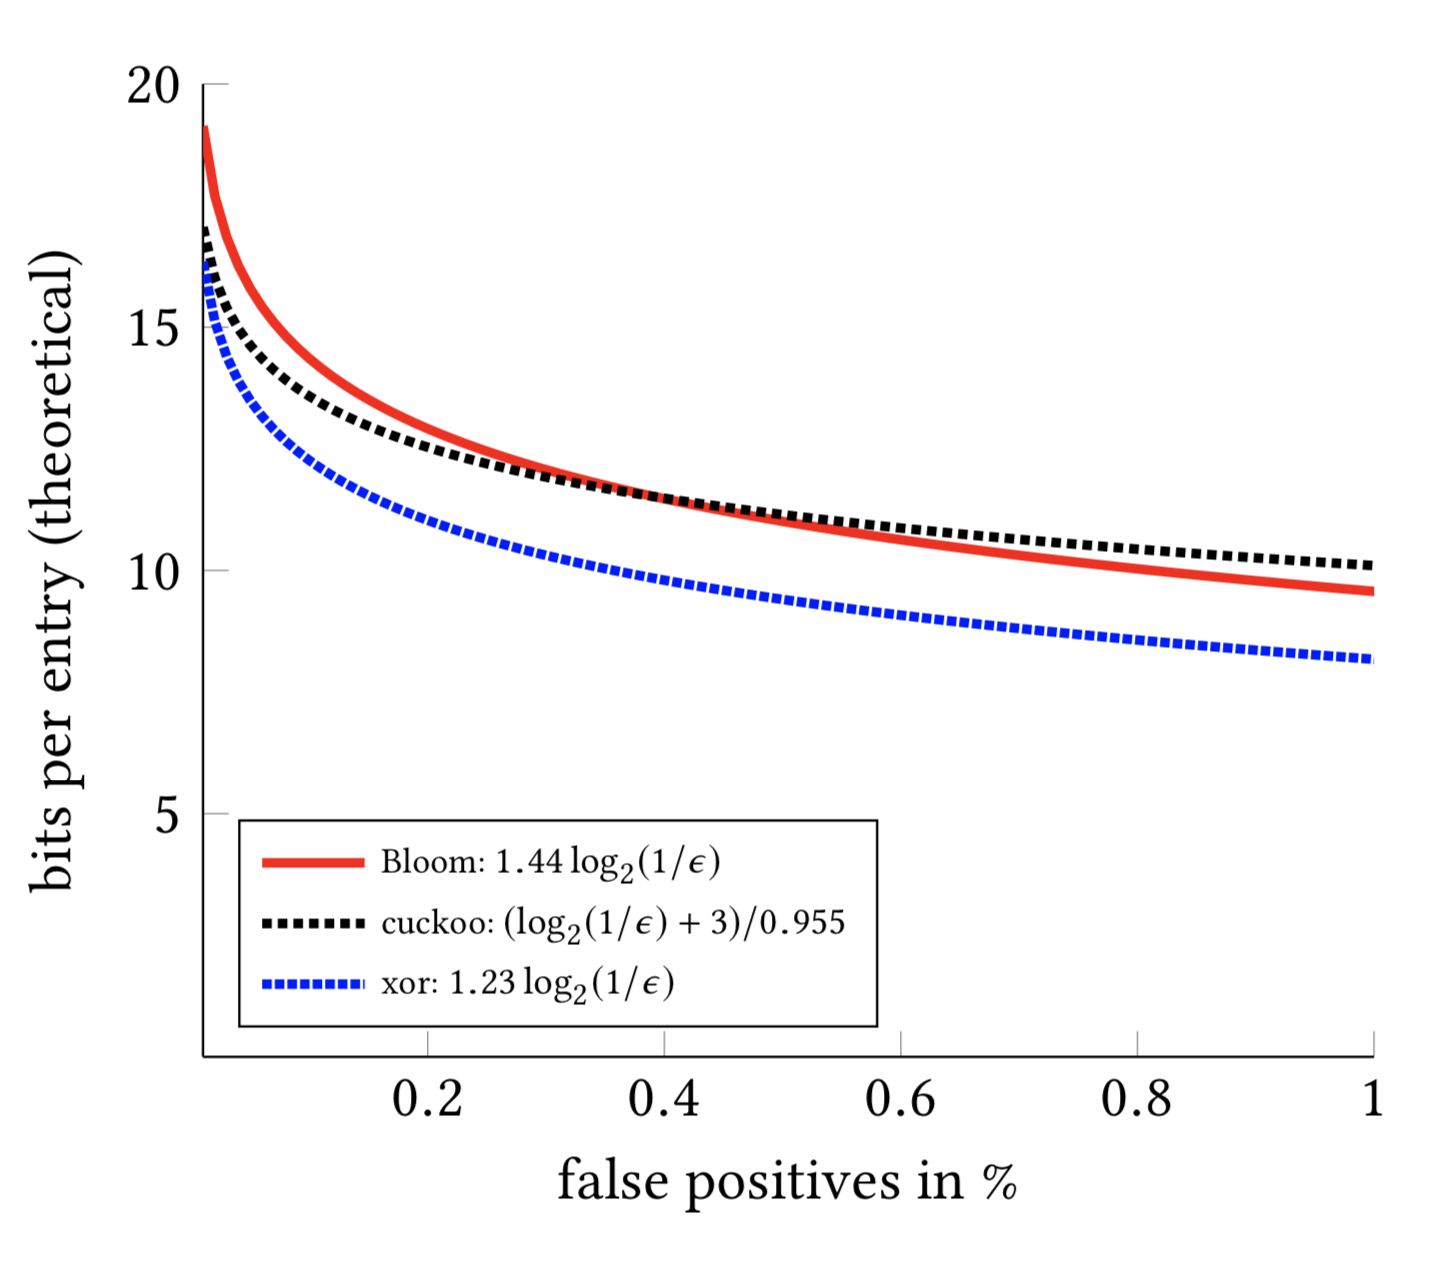 20
15
10
5
bits per entry (theoretical)
Bloom: 1.44 log₂(1/ϵ)
cuckoo: (log₂(1/ϵ) + 3)/0.955
xor: 1.23 log₂(1/ϵ)
0.2 0.4 0.6 0.8 1
false positives in %